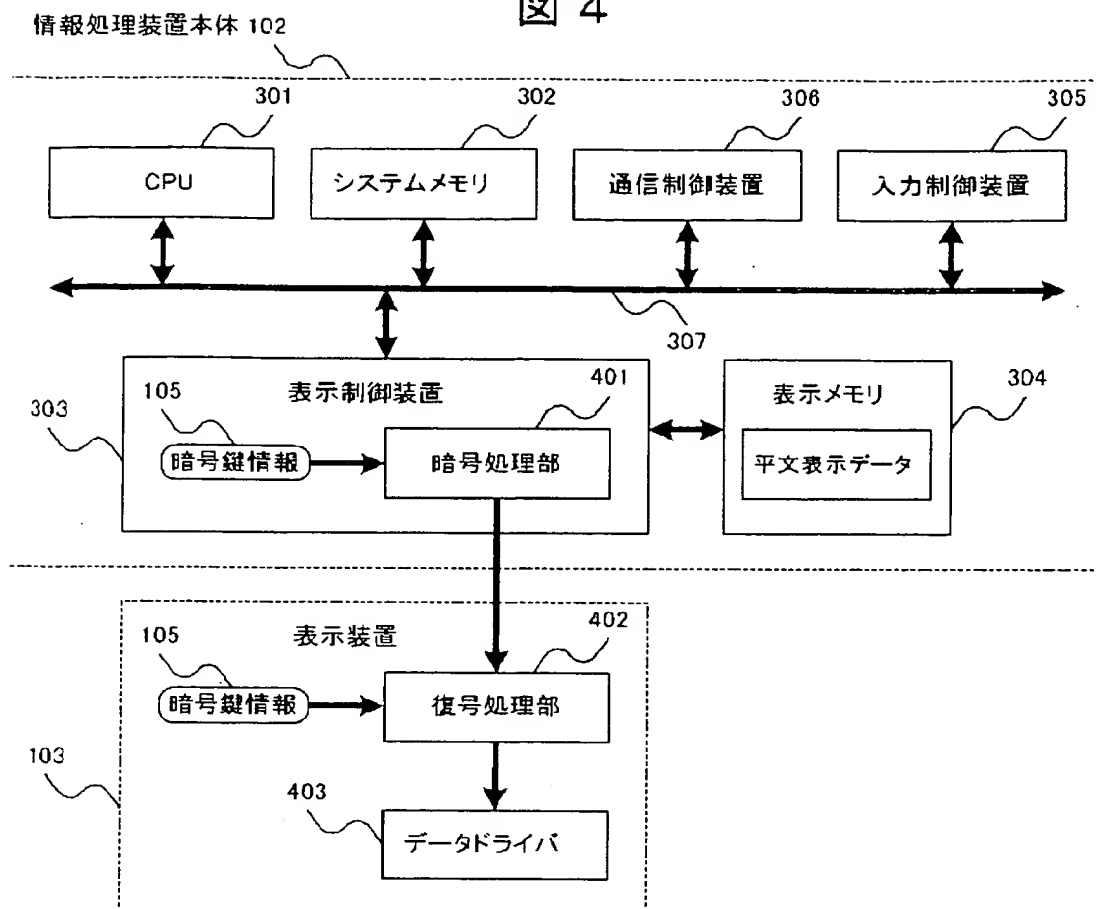 図 4
情報処理装置本体 102
301
302
306
305
CPU
システムメモリ
通信制御装置
入力制御装置
307
303
105
表示制御装置
401
暗号鍵情報
暗号処理部
表示メモリ
304
平文表示データ
103
105
表示装置
402
暗号鍵情報
復号処理部
403
データドライバ